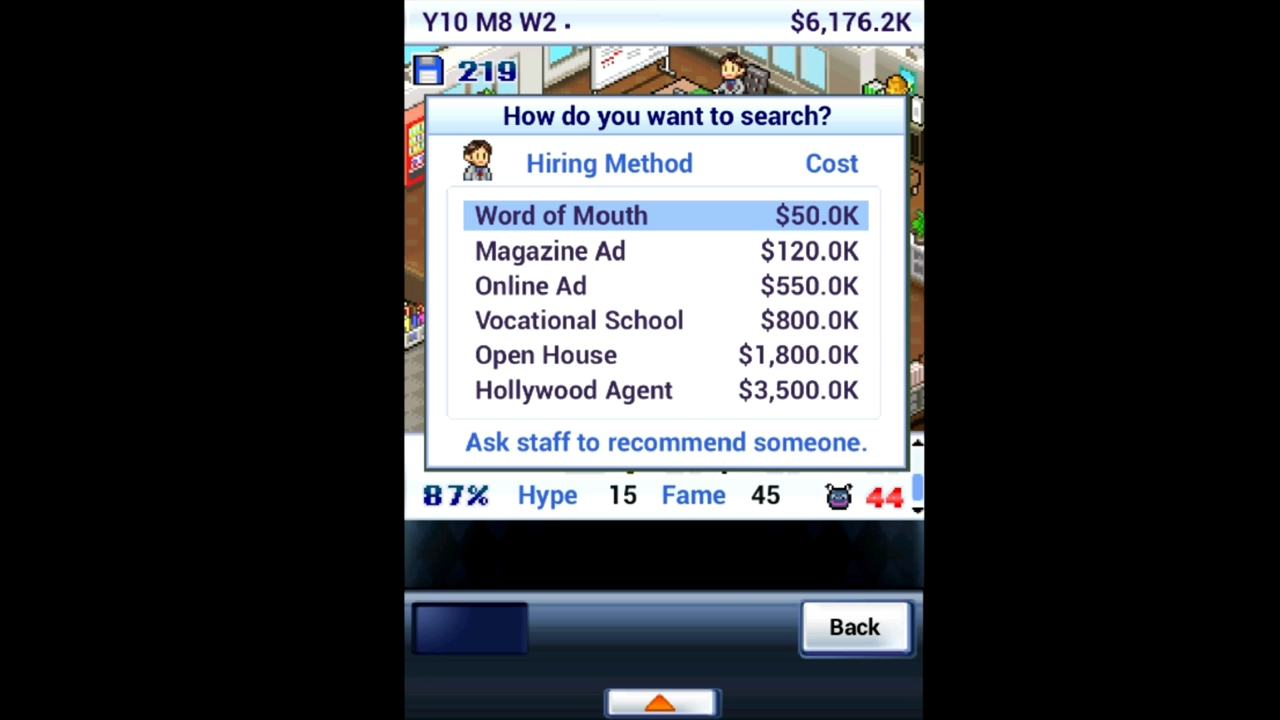 Y10 M8 W2 . $6,176.2K
219
How do you want to search?
Hiring Method Cost
Word of Mouth $50.0K
Magazine Ad $120.0K
Online Ad $550.0K
Vocational School $800.0K
Open House $1,800.0K
Hollywood Agent $3,500.0K
Ask staff to recommend someone.
87% Hype 15 Fame 45 44
Back